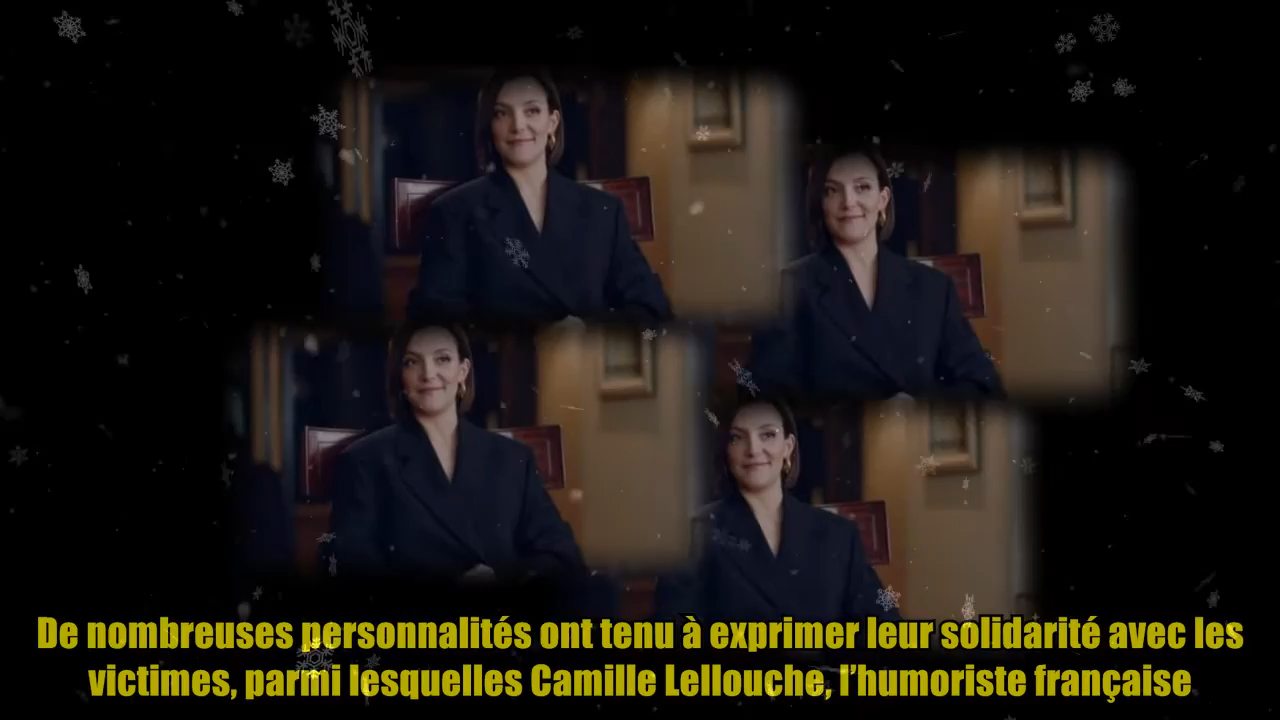 De nombreuses personnalités ont tenu à exprimer leur solidarité avec les
victimes, parmi lesquelles Camille Lellouche, l’humoriste française